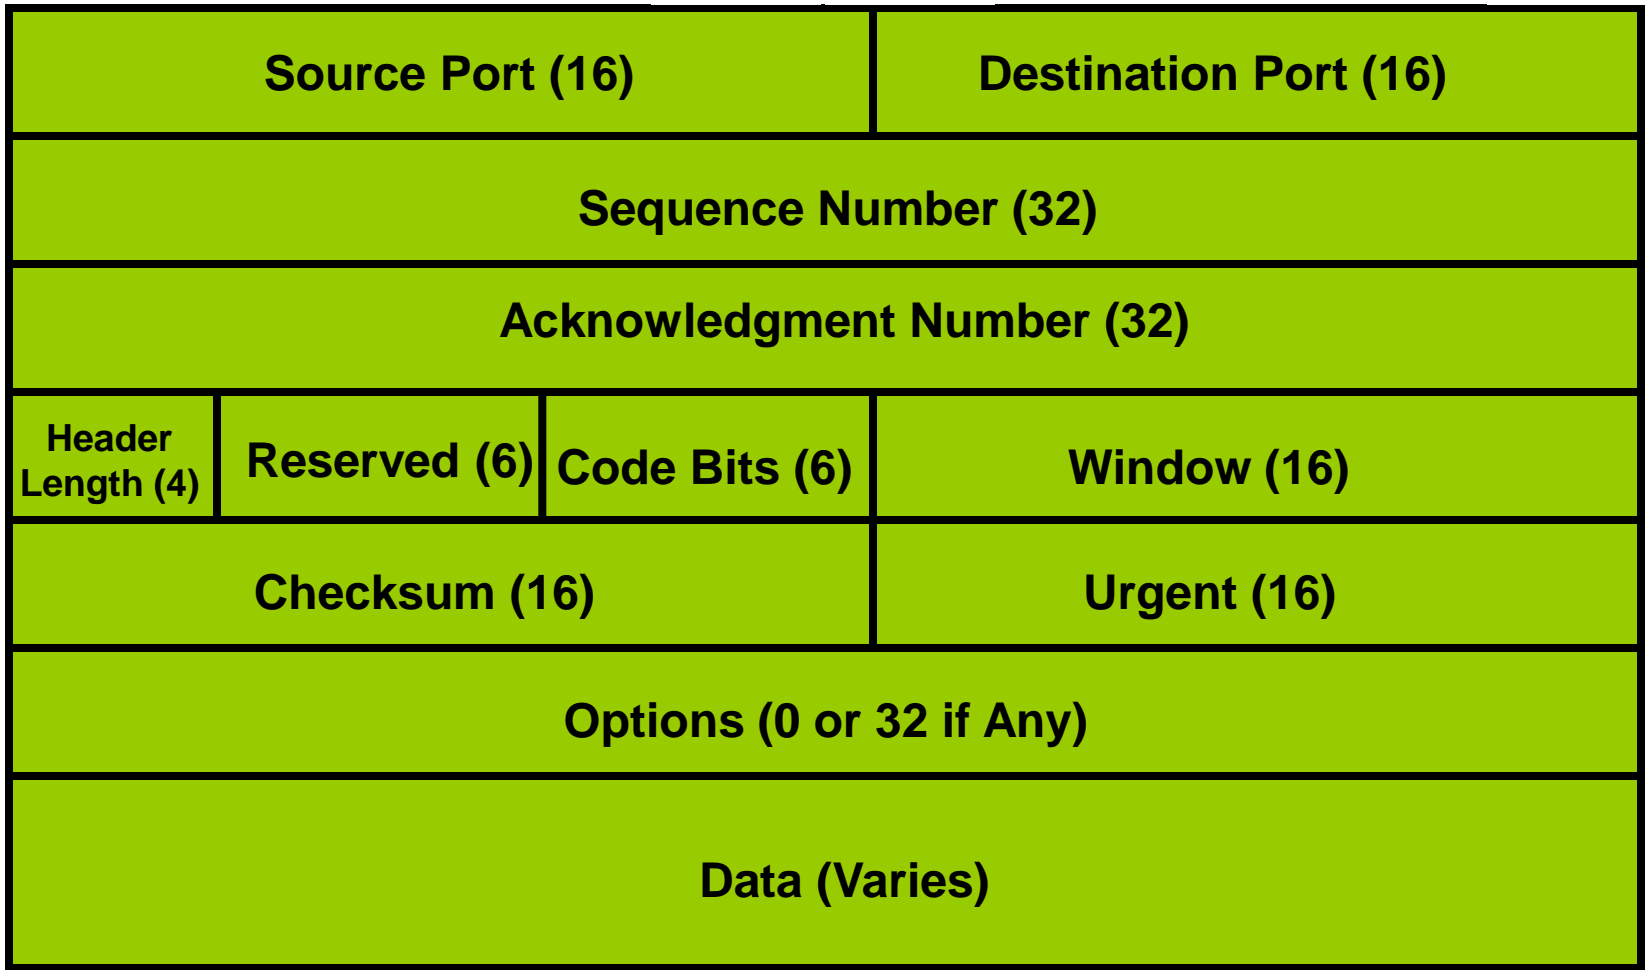 Source Port (16)
Destination Port (16)
Sequence Number (32)
Acknowledgment Number (32)
Header
Length (4)
Reserved (6)
Code Bits (6)
Window (16)
Checksum (16)
Urgent (16)
Options (0 or 32 if Any)
Data (Varies)